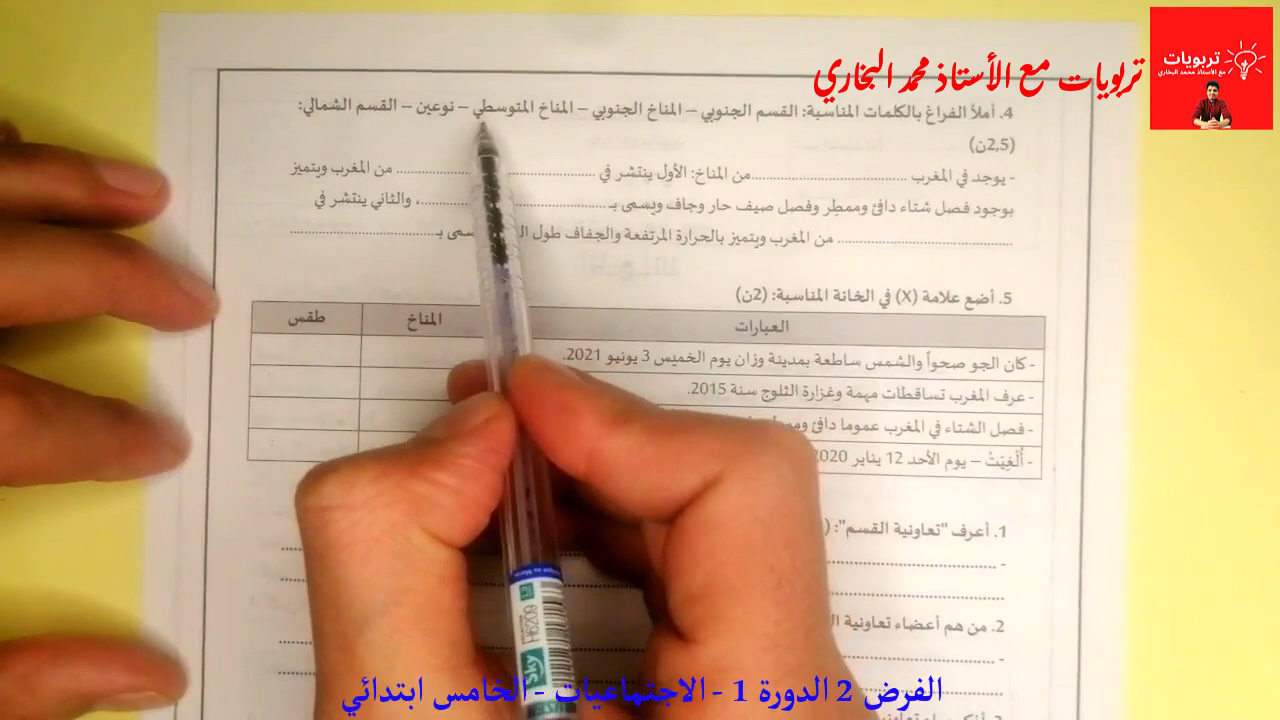 تربويات مع الأستاذ محمد البخاري
تربويات
مع الأستاذ محمد البخاري
4. أملأ الفراغ بالكلمات المناسبة: القسم الجنوبي – المناخ الجنوبي – المناخ المتوسطي – نوعين – القسم الشمالي:
(2,5ن)
- يوجد في المغرب ........................ من المناخ: الأول ينتشر في ........................ من المغرب ويتميز
بوجود فصل شتاء دافئ وممطر وفصل صيف حار وجاف ويسمى بـ ........................، والثاني ينتشر في
........................ من المغرب ويتميز بالحرارة المرتفعة والجفاف طول بـ........................
5. أضع علامة (X) في الخانة المناسبة: (2ن)
العبارات المناخ طقس
- كان الجو صحواً والشمس ساطعة بمدينة وزان يوم الخميس 3 يونيو 2021.
- عرف المغرب تساقطات مهمة وغزارة الثلوج سنة 2015.
- فصل الشتاء في المغرب عموما دافئ
- أُلْغِيَتْ – يوم الأحد 12 يناير 2020
1. أعرف "تعاونية القسم": (
2. من هم أعضاء تعاونية
Sky H6209
الفرض 2 الدورة 1 - الاجتماعيات - الخامس ابتدائي